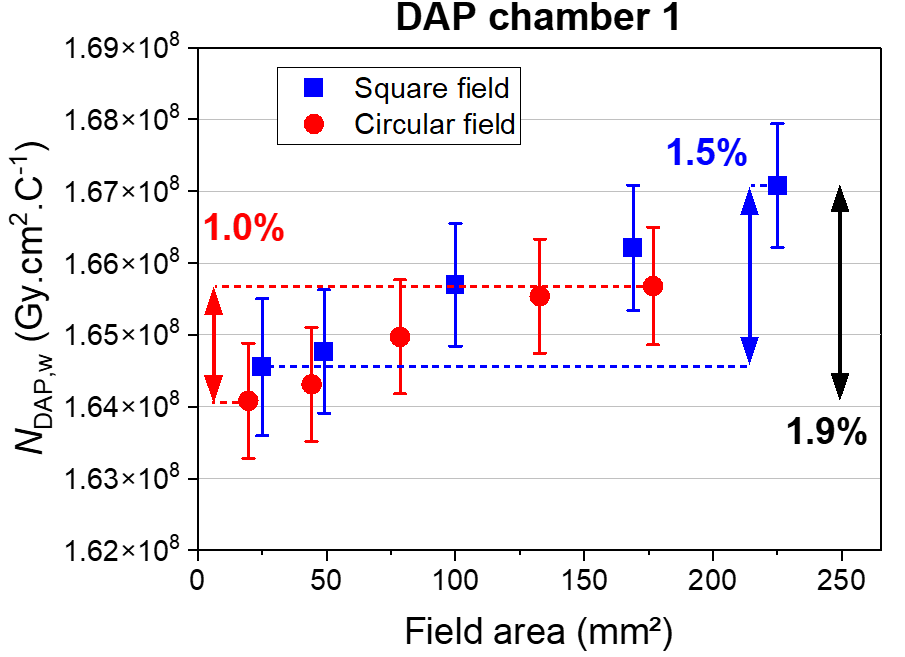 DAP chamber 1
1.69×10⁸
1.68×10⁸
1.67×10⁸
1.66×10⁸
1.65×10⁸
1.64×10⁸
1.63×10⁸
1.62×10⁸
N_DAP,w (Gy.cm².C⁻¹)
Square field
Circular field
1.0%
1.5%
1.9%
0 50 100 150 200 250
Field area (mm²)